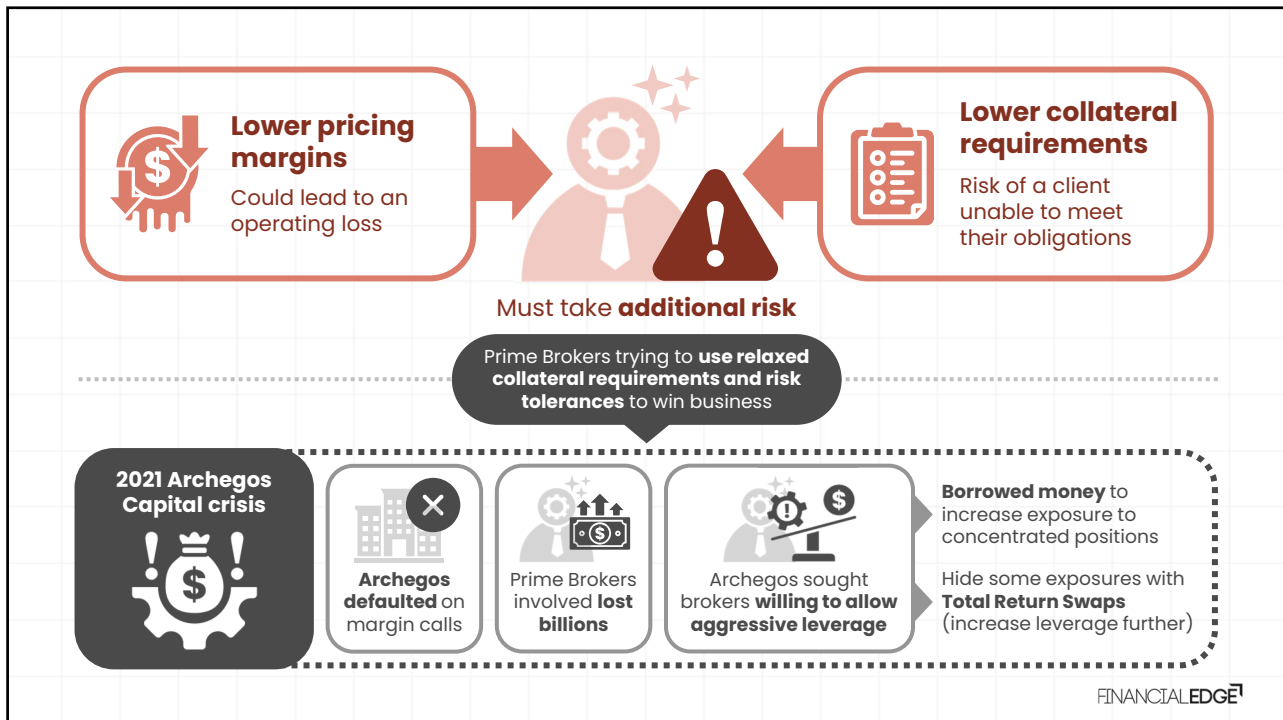 Lower pricing
margins
Could lead to an
operating loss
$
Lower collateral
requirements
Risk of a client
unable to meet
their obligations
!
Must take additional risk
Prime Brokers trying to use relaxed
collateral requirements and risk
tolerances to win business
2021 Archegos
Capital crisis
! $ !
Archegos
defaulted on
margin calls
$
Prime Brokers
involved lost
billions
! $
Archegos sought
brokers willing to allow
aggressive leverage
Borrowed money to
increase exposure to
concentrated positions
Hide some exposures with
Total Return Swaps
(increase leverage further)
FINANCIALEDGE